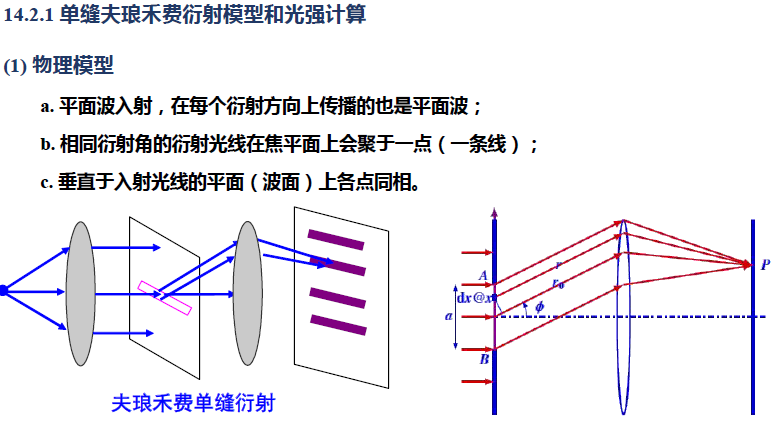 14.2.1 单缝夫琅禾费衍射模型和光强计算
(1) 物理模型
a. 平面波入射，在每个衍射方向上传播的也是平面波；
b. 相同衍射角的衍射光线在焦平面上会聚于一点（一条线）；
c. 垂直于入射光线的平面（波面）上各点同相。
夫琅禾费单缝衍射
A
r
P
r₀
dx@x
a
ϕ
B